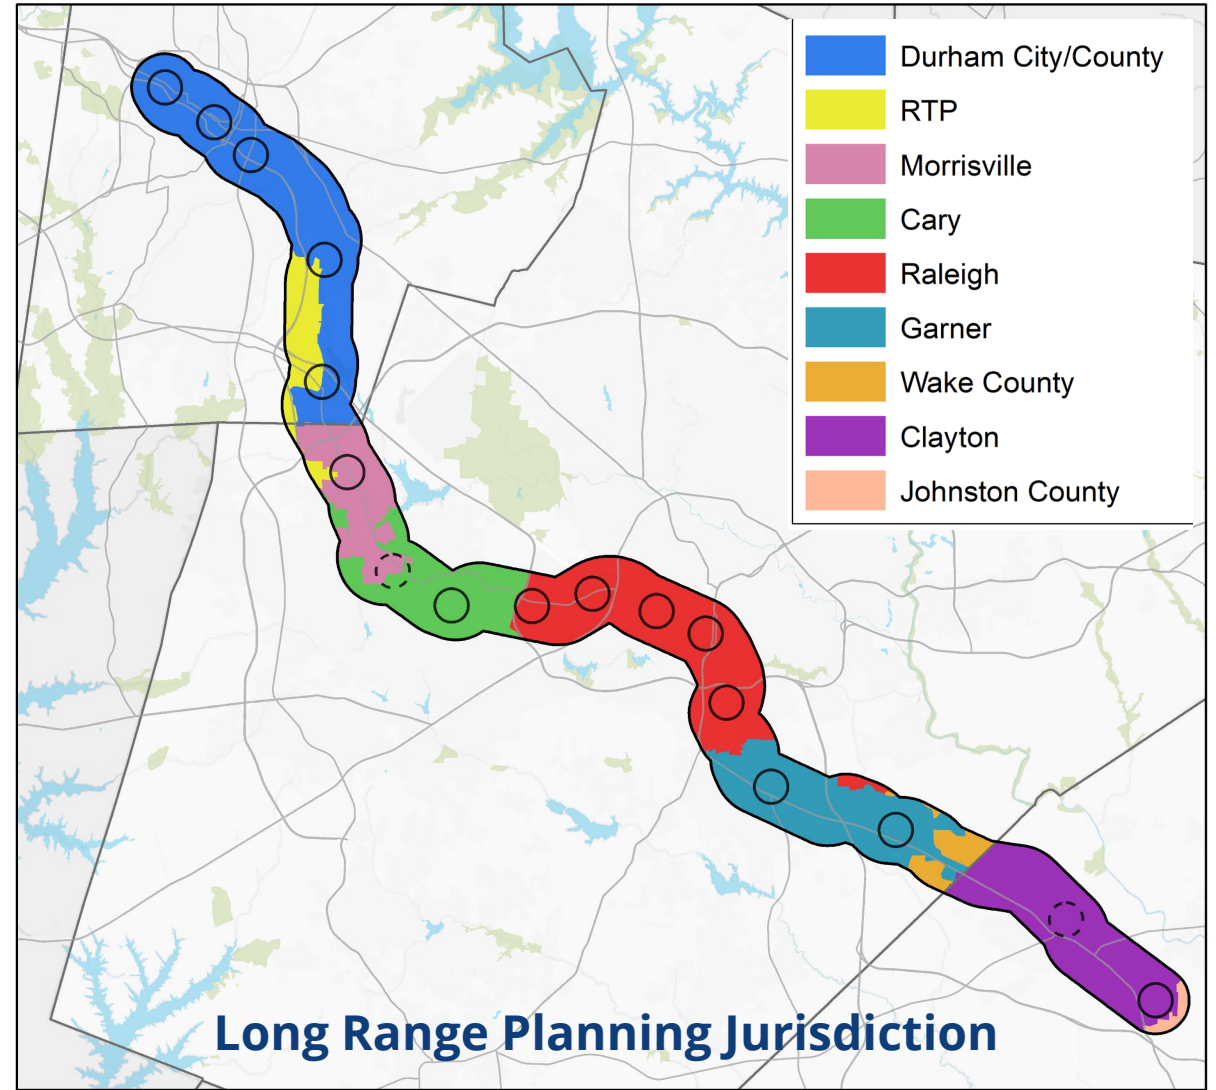 Durham City/County
RTP
Morrisville
Cary
Raleigh
Garner
Wake County
Clayton
Johnston County
Long Range Planning Jurisdiction